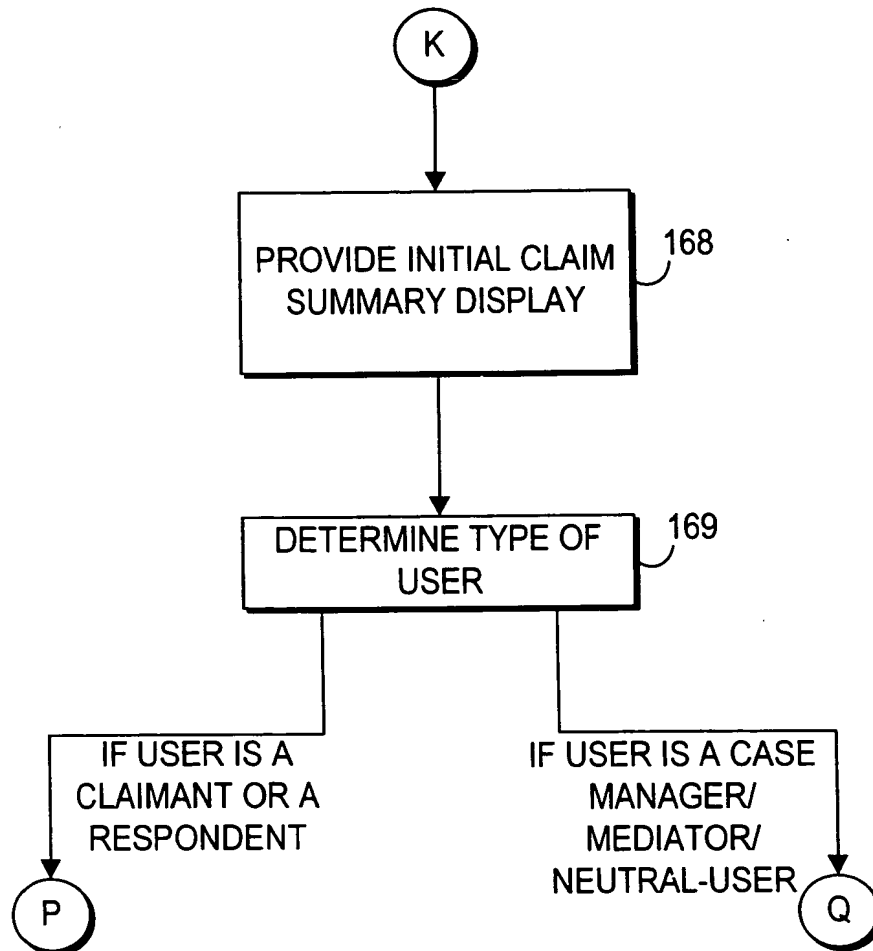 K
PROVIDE INITIAL CLAIM
SUMMARY DISPLAY
168
DETERMINE TYPE OF
USER
169
IF USER IS A
CLAIMANT OR A
RESPONDENT
IF USER IS A CASE
MANAGER/
MEDIATOR/
NEUTRAL-USER
P
Q